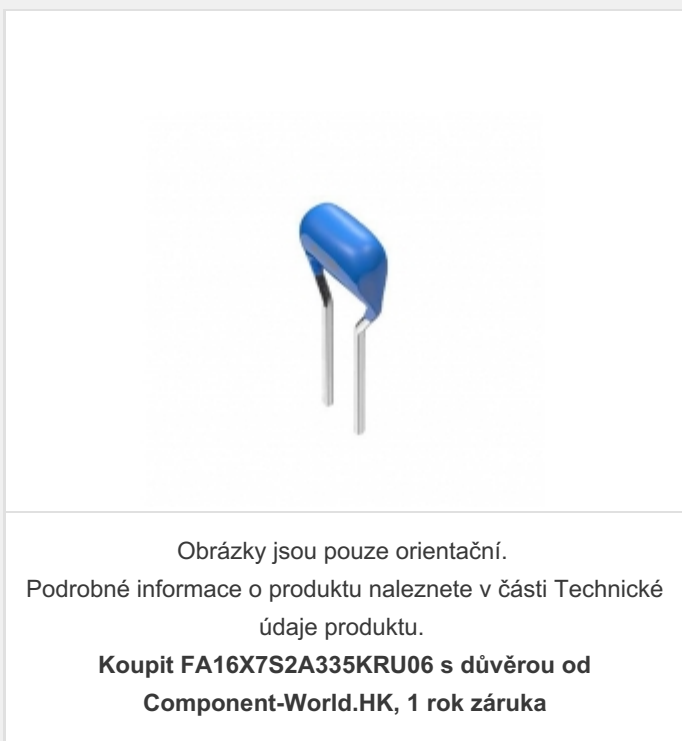 Obrázky jsou pouze orientační.
Podrobné informace o produktu naleznete v části Technické
údaje produktu.
Koupit FA16X7S2A335KRU06 s důvěrou od
Component-World.HK, 1 rok záruka